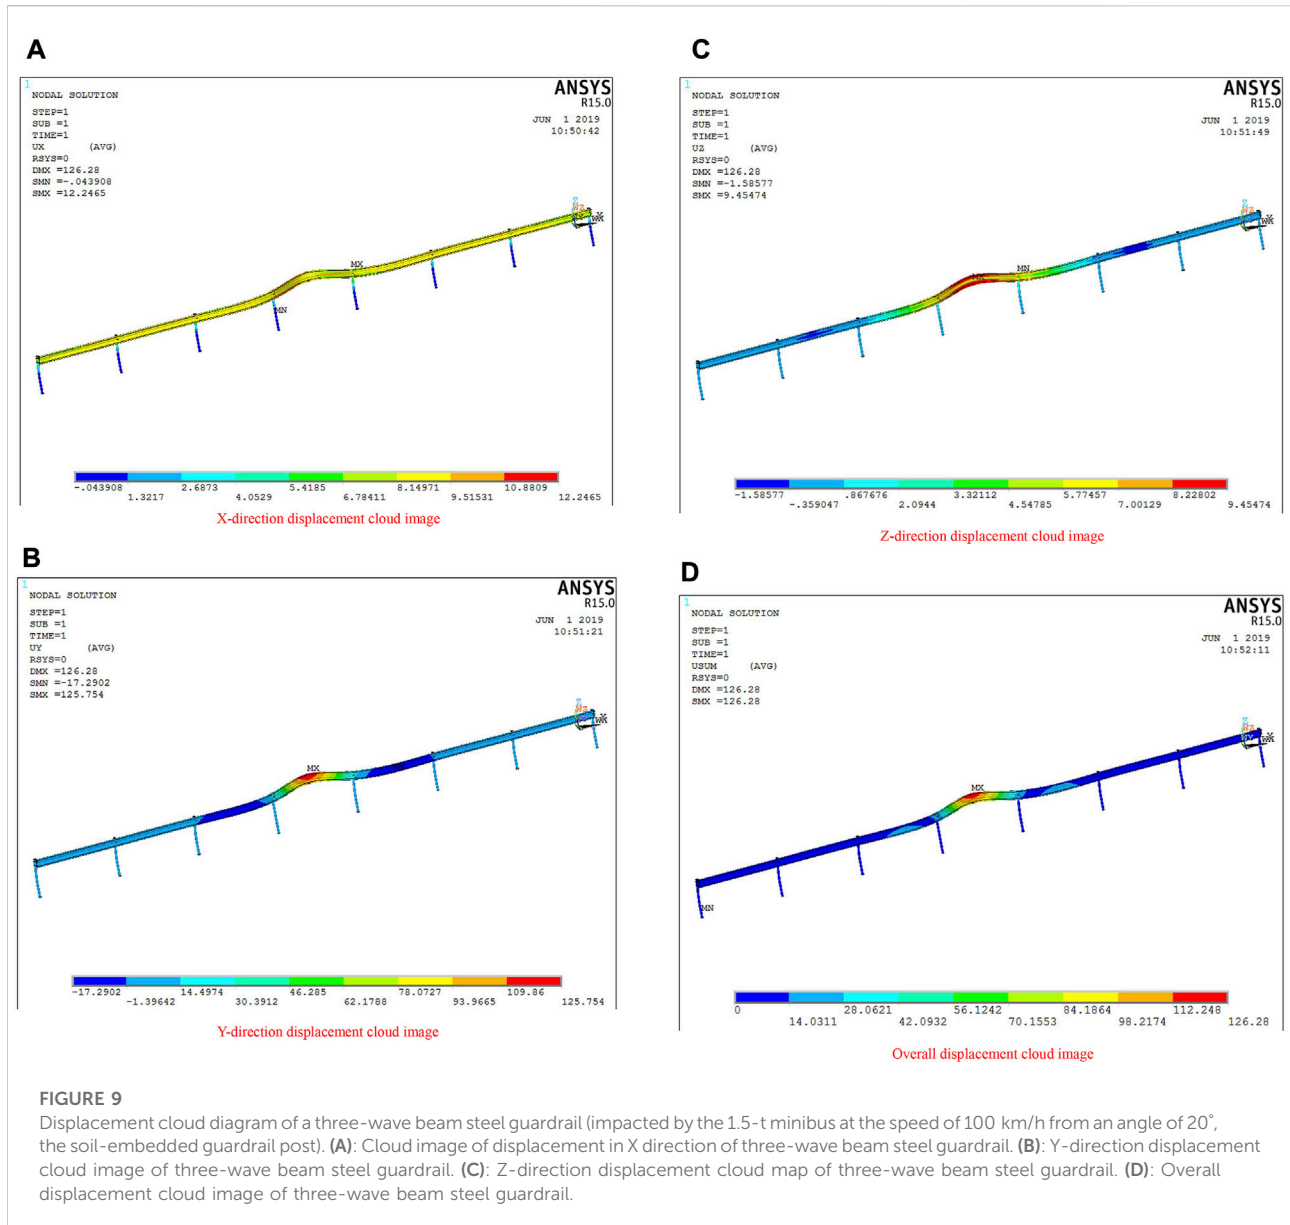 A
1
NODAL SOLUTION
STEP=1
SUB =1
TIME=1
UX (AVG)
RSYS=0
DMX =126.28
SMN =-.043908
SMX =12.2465
ANSYS
R15.0
JUN 1 2019
10:50:42
MX
MN
-.043908 1.3217 2.6873 4.0529 5.4185 6.78411 8.14971 9.51531 10.8809 12.2465
X-direction displacement cloud image
B
1
NODAL SOLUTION
STEP=1
SUB =1
TIME=1
UY (AVG)
RSYS=0
DMX =126.28
SMN =-17.2902
SMX =125.754
ANSYS
R15.0
JUN 1 2019
10:51:21
MX
-17.2902 -1.39642 14.4974 30.3912 46.285 62.1788 78.0727 93.9665 109.86 125.754
Y-direction displacement cloud image
C
1
NODAL SOLUTION
STEP=1
SUB =1
TIME=1
UZ (AVG)
RSYS=0
DMX =126.28
SMN =-1.58577
SMX =9.45474
ANSYS
R15.0
JUN 1 2019
10:51:49
MX
MN
-1.58577 -.359047 .867676 2.0944 3.32112 4.54785 5.77457 7.00129 8.22802 9.45474
Z-direction displacement cloud image
D
1
NODAL SOLUTION
STEP=1
SUB =1
TIME=1
USUM (AVG)
RSYS=0
DMX =126.28
SMX =126.28
ANSYS
R15.0
JUN 1 2019
10:52:11
MX
MN
0 14.0311 28.0621 42.0932 56.1242 70.1553 84.1864 98.2174 112.248 126.28
Overall displacement cloud image
FIGURE 9
Displacement cloud diagram of a three-wave beam steel guardrail (impacted by the 1.5-t minibus at the speed of 100 km/h from an angle of 20°,
the soil-embedded guardrail post). (A): Cloud image of displacement in X direction of three-wave beam steel guardrail. (B): Y-direction displacement
cloud image of three-wave beam steel guardrail. (C): Z-direction displacement cloud map of three-wave beam steel guardrail. (D): Overall
displacement cloud image of three-wave beam steel guardrail.